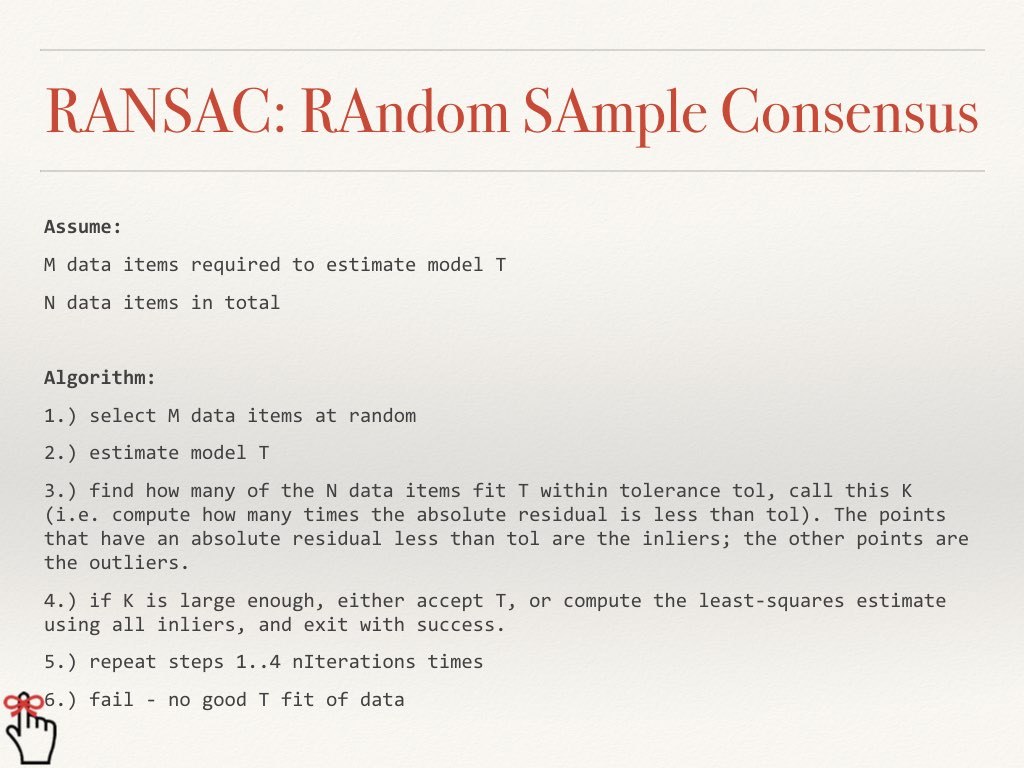 RANSAC: RAndom SAmple Consensus
Assume:
M data items required to estimate model T
N data items in total
Algorithm:
1.) select M data items at random
2.) estimate model T
3.) find how many of the N data items fit T within tolerance tol, call this K
(i.e. compute how many times the absolute residual is less than tol). The points
that have an absolute residual less than tol are the inliers; the other points are
the outliers.
4.) if K is large enough, either accept T, or compute the least-squares estimate
using all inliers, and exit with success.
5.) repeat steps 1..4 nIterations times
6.) fail - no good T fit of data